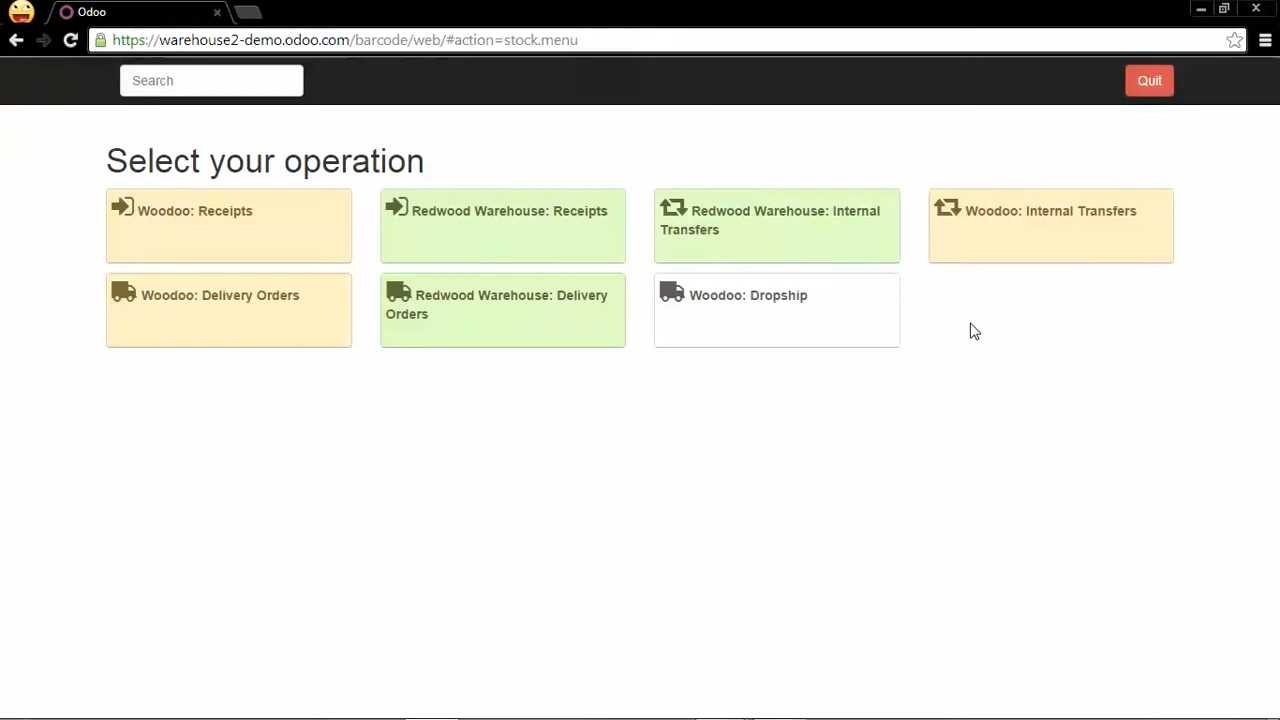 Odoo
https://warehouse2-demo.odoo.com/barcode/web/#action=stock.menu
Search
Quit
Select your operation
Woodoo: Receipts
Redwood Warehouse: Receipts
Redwood Warehouse: Internal
Transfers
Woodoo: Internal Transfers
Woodoo: Delivery Orders
Redwood Warehouse: Delivery
Orders
Woodoo: Dropship